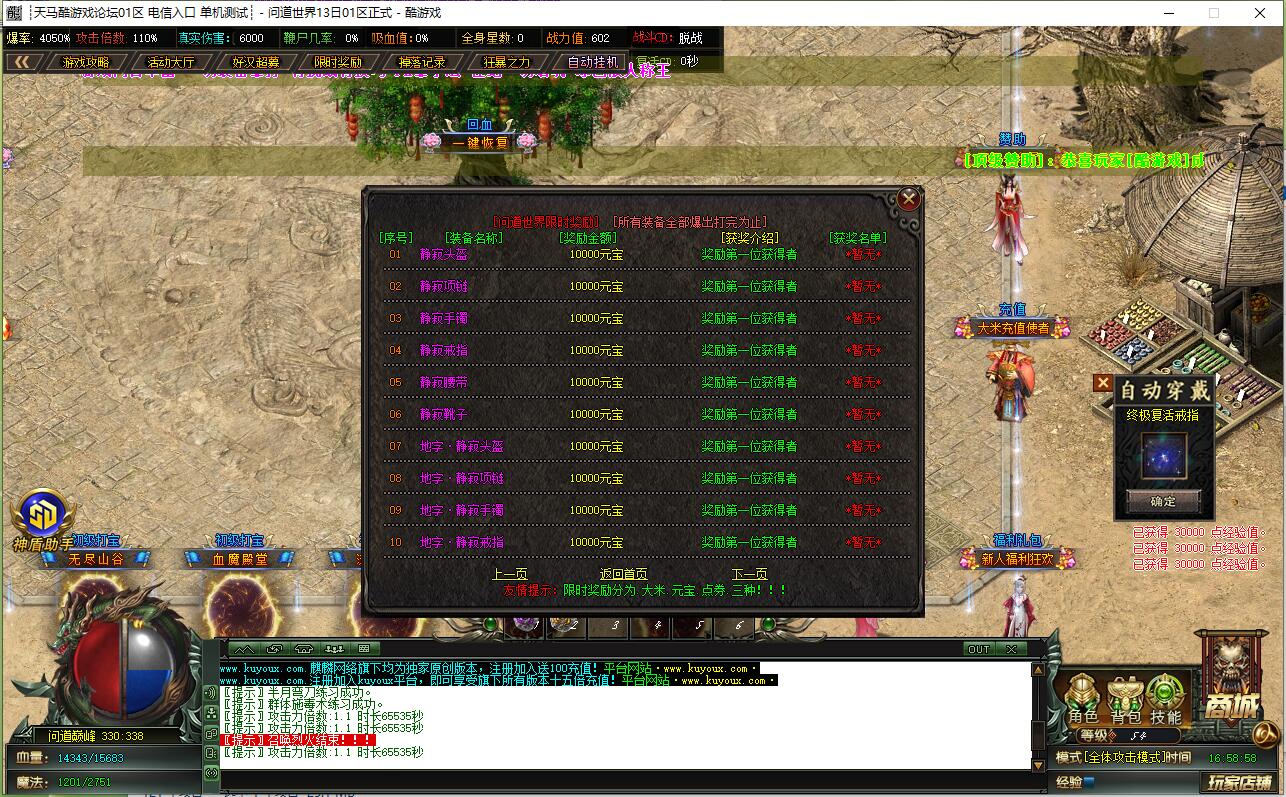 天马酷游戏论坛01区 电信入口 单机测试 - 问道世界13日01区正式 - 酷游戏
爆率: 4050% 攻击倍数: 110% 真实伤害: 6000 鞭尸几率: 0% 吸血值:0% 全身星数:0 战力值:602 战斗CD: 脱战
游戏攻略 活动大厅 好汉超募 限时奖励 掉落记录 狂暴之力 自动挂机 复活CD: 0秒
人称王
回血
一键恢复
赞助
[顶级赞助]: 恭喜玩家[酷游戏]成
[问道世界限时奖励] [所有装备全部爆出打完为止]
[序号] [装备名称] [奖励金额] [获奖介绍] [获奖名单]
01 静寂头盔 10000元宝 奖励第一位获得者 *暂无*
02 静寂项链 10000元宝 奖励第一位获得者 *暂无*
03 静寂手镯 10000元宝 奖励第一位获得者 *暂无*
04 静寂戒指 10000元宝 奖励第一位获得者 *暂无*
05 静寂腰带 10000元宝 奖励第一位获得者 *暂无*
06 静寂靴子 10000元宝 奖励第一位获得者 *暂无*
07 地字·静寂头盔 10000元宝 奖励第一位获得者 *暂无*
08 地字·静寂项链 10000元宝 奖励第一位获得者 *暂无*
09 地字·静寂手镯 10000元宝 奖励第一位获得者 *暂无*
10 地字·静寂戒指 10000元宝 奖励第一位获得者 *暂无*
上一页 返回首页 下一页
友情提示: 限时奖励分为.大米.元宝.点券.三种!!!
充值
大米充值使者
自动穿戴
终极复活戒指
确定
已获得 30000 点经验值。
已获得 30000 点经验值。
已获得 30000 点经验值。
福利礼包
新人福利狂欢
神盾助手
初级打宝
无尽山谷
初级打宝
血魔殿堂
1 2 3 4 5 6
OUT
www.kuyoux.com.麒麟网络旗下均为独家原创版本，注册加入送100充值！平台网站·www.kuyoux.com·
www.kuyoux.com.注册加入kuyoux平台，即可享受旗下所有版本十五倍充值！平台网站·www.kuyoux.com·
〖提示〗半月弯刀练习成功。
〖提示〗群体施毒术练习成功。
〖提示〗攻击力倍数:1.1 时长65535秒
〖提示〗攻击力倍数:1.1 时长65535秒
〖提示〗召唤烈火结束！！！
〖提示〗攻击力倍数:1.1 时长65535秒
问道巅峰 330:338
血量: 14343/15683
魔法: 1201/2751
角色 背包 技能
商城
等级 54
模式[全体攻击模式]时间 16:58:58
经验
玩家店铺